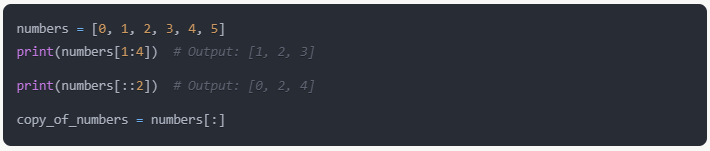 numbers = [0, 1, 2, 3, 4, 5]
print(numbers[1:4])  # Output: [1, 2, 3]
print(numbers[::2])  # Output: [0, 2, 4]
copy_of_numbers = numbers[:]